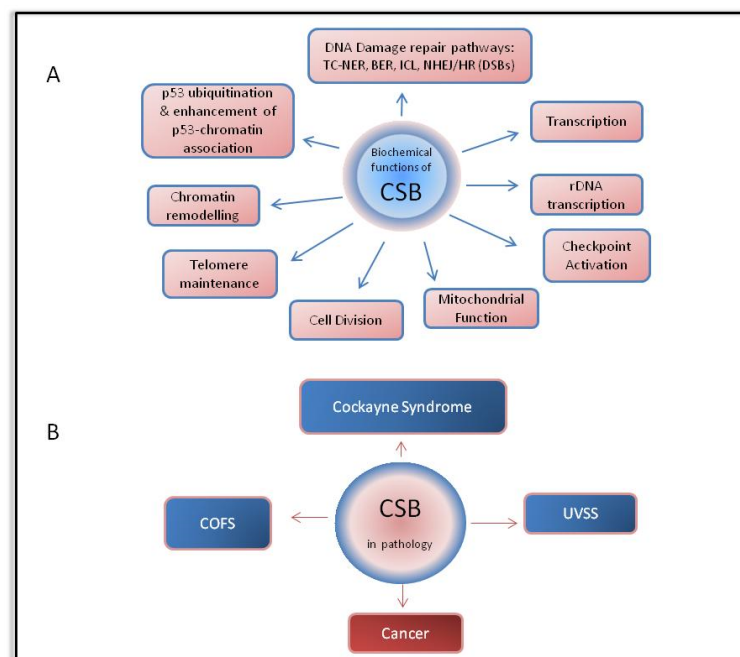 A
DNA Damage repair pathways:
TC-NER, BER, ICL, NHEJ/HR (DSBs)
p53 ubiquitination
& enhancement of
p53-chromatin
association
Transcription
Biochemical
functions of
CSB
Chromatin
remodelling
rDNA
transcription
Telomere
maintenance
Checkpoint
Activation
Cell Division
Mitochondrial
Function
B
Cockayne Syndrome
COFS
CSB
in pathology
UVSS
Cancer